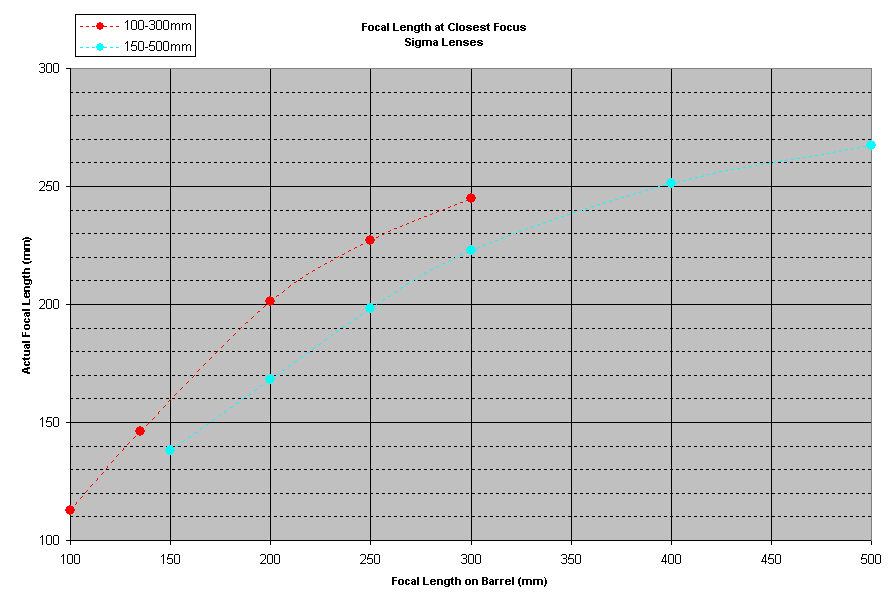 100-300mm
150-500mm
Focal Length at Closest Focus
Sigma Lenses
300
250
200
150
100
Actual Focal Length (mm)
100 150 200 250 300 350 400 450 500
Focal Length on Barrel (mm)